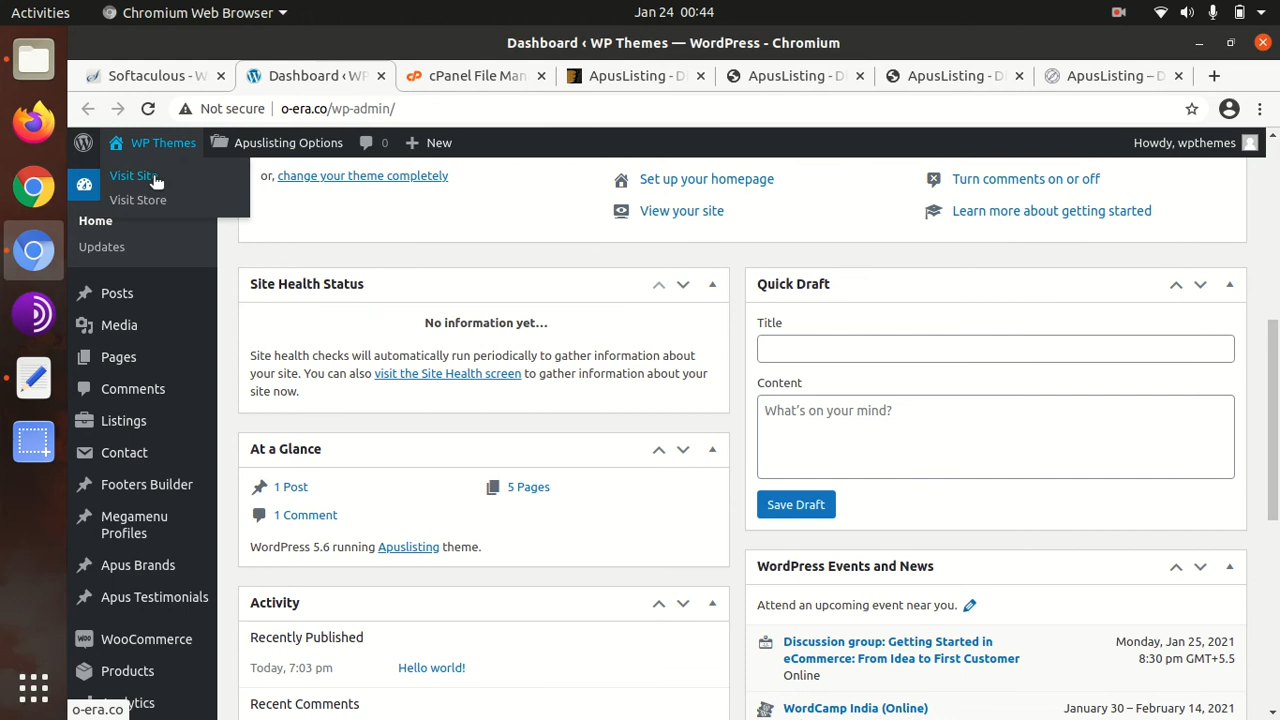 Activities
Chromium Web Browser
Jan 24 00:44
Dashboard ‹ WP Themes — WordPress - Chromium
Softaculous - W
Dashboard ‹ WP
cPanel File Man
ApusListing - D
ApusListing - D
ApusListing - D
ApusListing – D
Not secure
o-era.co/wp-admin/
WP Themes
Apuslisting Options
0
New
Howdy, wpthemes
Visit Site
Visit Store
Home
Updates
Posts
Media
Pages
Comments
Listings
Contact
Footers Builder
Megamenu
Profiles
Apus Brands
Apus Testimonials
WooCommerce
Products
o-era.co
or, change your theme completely
Set up your homepage
View your site
Turn comments on or off
Learn more about getting started
Site Health Status
No information yet…
Site health checks will automatically run periodically to gather information about
your site. You can also visit the Site Health screen to gather information about your
site now.
At a Glance
1 Post
5 Pages
1 Comment
WordPress 5.6 running Apuslisting theme.
Activity
Recently Published
Today, 7:03 pm
Hello world!
Recent Comments
Quick Draft
Title
Content
What's on your mind?
Save Draft
WordPress Events and News
Attend an upcoming event near you.
Discussion group: Getting Started in
eCommerce: From Idea to First Customer
Online
Monday, Jan 25, 2021
8:30 pm GMT+5.5
WordCamp India (Online)
January 30 – February 14, 2021